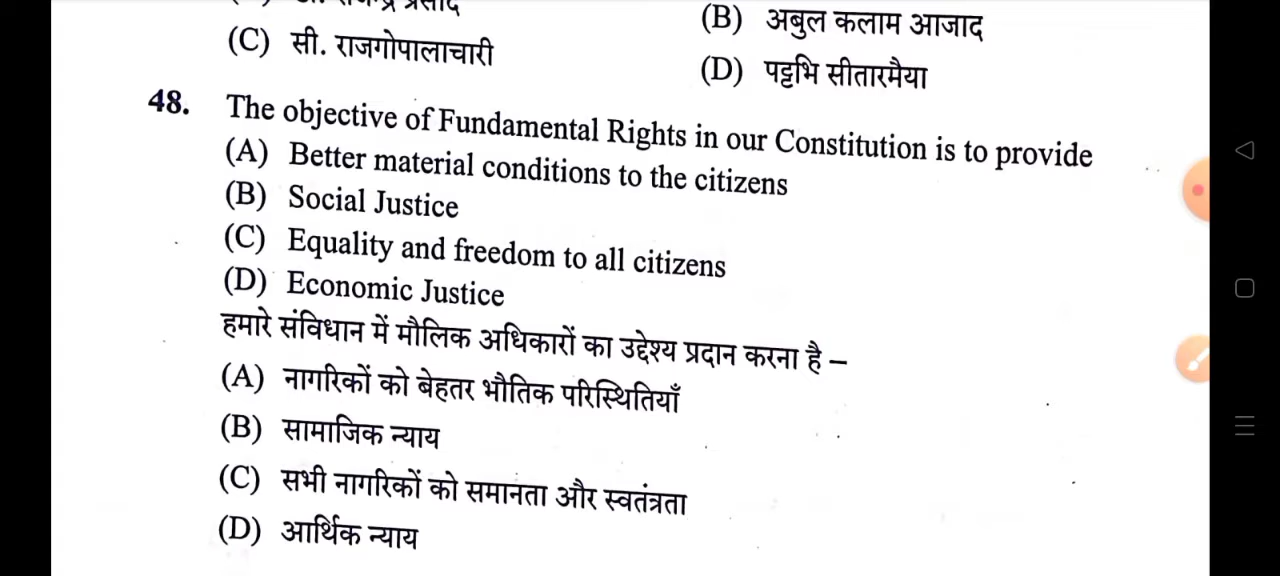 (B) अबुल कलाम आजाद
(C) सी. राजगोपालाचारी
(D) पट्टभि सीतारमैया
48. The objective of Fundamental Rights in our Constitution is to provide
(A) Better material conditions to the citizens
(B) Social Justice
(C) Equality and freedom to all citizens
(D) Economic Justice
हमारे संविधान में मौलिक अधिकारों का उद्देश्य प्रदान करना है –
(A) नागरिकों को बेहतर भौतिक परिस्थितियाँ
(B) सामाजिक न्याय
(C) सभी नागरिकों को समानता और स्वतंत्रता
(D) आर्थिक न्याय